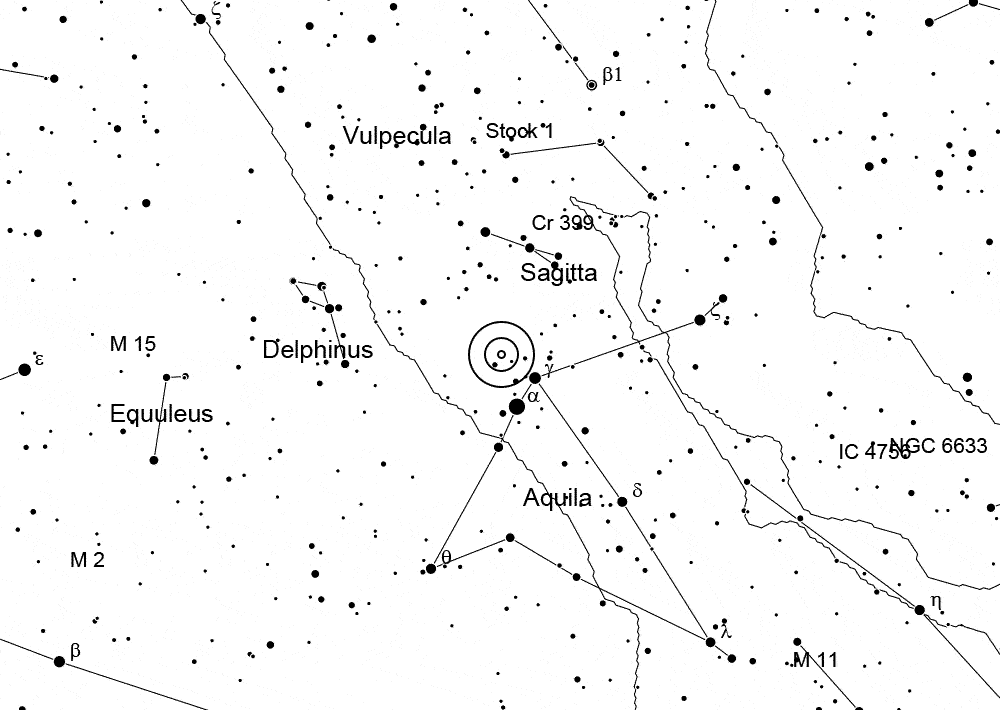 ζ
β1
Vulpecula
Stock 1
Cr 399
Sagitta
ζ
M 15
Delphinus
ε
γ
α
Equuleus
IC 4756
NGC 6633
Aquila
δ
θ
M 2
η
λ
β
M 11